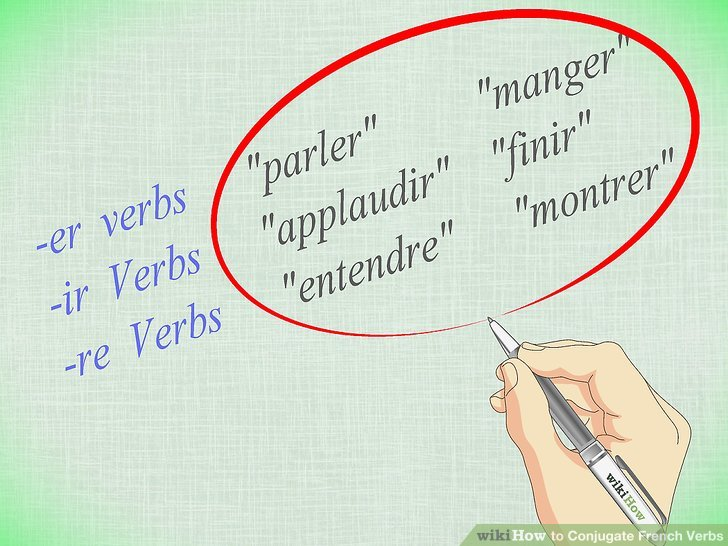 -er verbs
-ir Verbs
-re Verbs
"parler" "manger"
"applaudir" "finir"
"entendre" "montrer"
wikiHow
wikiHow to Conjugate French Verbs